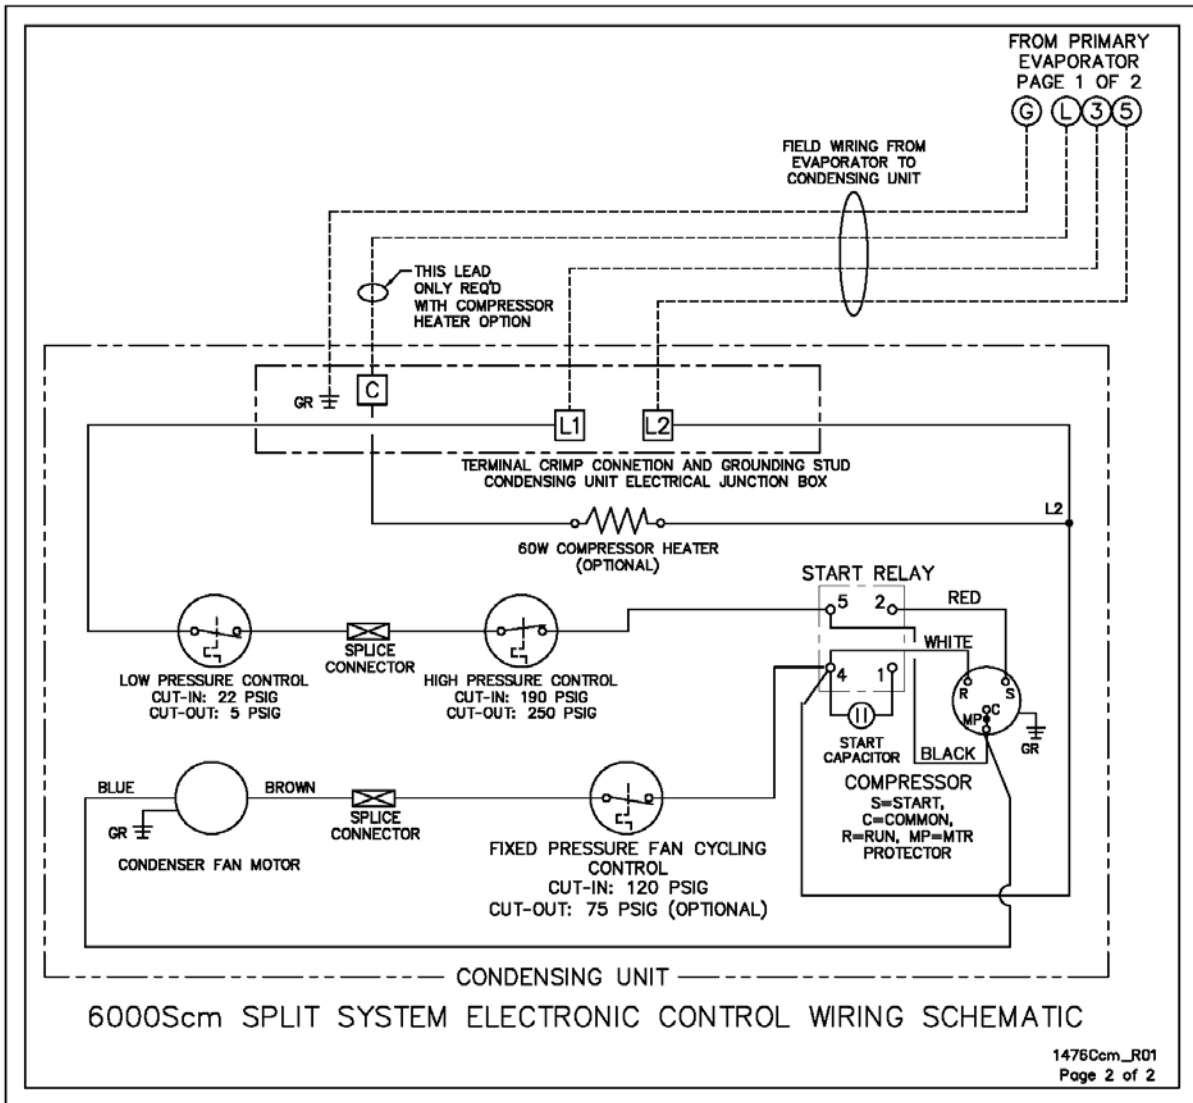 FROM PRIMARY
EVAPORATOR
PAGE 1 OF 2
G L 3 5
FIELD WIRING FROM
EVAPORATOR TO
CONDENSING UNIT
THIS LEAD
ONLY REQ'D
WITH COMPRESSOR
HEATER OPTION
GR
C
L1
L2
TERMINAL CRIMP CONNETION AND GROUNDING STUD
CONDENSING UNIT ELECTRICAL JUNCTION BOX
L2
60W COMPRESSOR HEATER
(OPTIONAL)
START RELAY
5
2
RED
WHITE
4
1
R
S
C
MP
GR
START
CAPACITOR
BLACK
COMPRESSOR
S=START,
C=COMMON,
R=RUN, MP=MTR
PROTECTOR
LOW PRESSURE CONTROL
CUT-IN: 22 PSIG
CUT-OUT: 5 PSIG
SPLICE
CONNECTOR
HIGH PRESSURE CONTROL
CUT-IN: 190 PSIG
CUT-OUT: 250 PSIG
BLUE
BROWN
GR
CONDENSER FAN MOTOR
SPLICE
CONNECTOR
FIXED PRESSURE FAN CYCLING
CONTROL
CUT-IN: 120 PSIG
CUT-OUT: 75 PSIG (OPTIONAL)
CONDENSING UNIT
6000Scm SPLIT SYSTEM ELECTRONIC CONTROL WIRING SCHEMATIC
1476Ccm_R01
Page 2 of 2